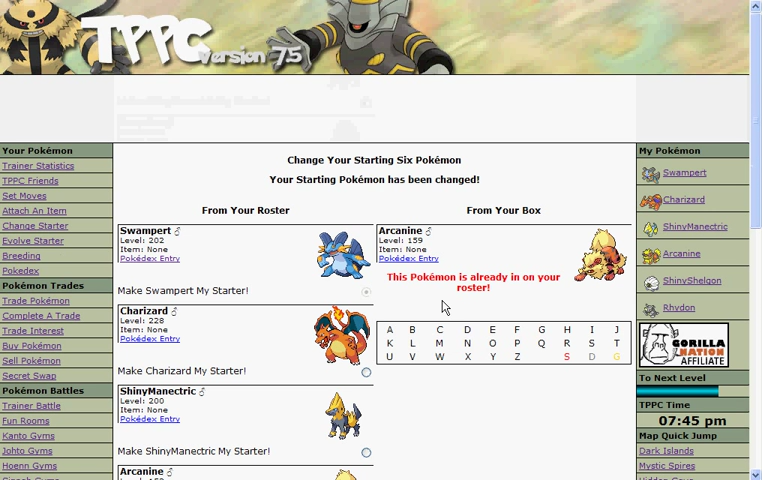 TPPC version 7.5
Your Pokémon
Trainer Statistics
TPPC Friends
Set Moves
Attach An Item
Change Starter
Evolve Starter
Breeding
Pokedex
Pokémon Trades
Trade Pokémon
Complete A Trade
Trade Interest
Buy Pokémon
Sell Pokémon
Secret Swap
Pokémon Battles
Trainer Battle
Fun Rooms
Kanto Gyms
Johto Gyms
Hoenn Gyms
Change Your Starting Six Pokémon
Your Starting Pokémon has been changed!
From Your Roster
Swampert ♂
Level: 202
Item: None
Pokédex Entry
Make Swampert My Starter!
Charizard ♂
Level: 228
Item: None
Pokédex Entry
Make Charizard My Starter!
ShinyManectric ♂
Level: 200
Item: None
Pokédex Entry
Make ShinyManectric My Starter!
Arcanine ♂
From Your Box
Arcanine ♂
Level: 159
Item: None
Pokédex Entry
This Pokémon is already in on your
roster!
A B C D E F G H I J
K L M N O P Q R S T
U V W X Y Z S D G
My Pokémon
Swampert
Charizard
ShinyManectric
Arcanine
ShinyShelgon
Rhydon
GORILLA
NATION
AFFILIATE
To Next Level
TPPC Time
07:45 pm
Map Quick Jump
Dark Islands
Mystic Spires